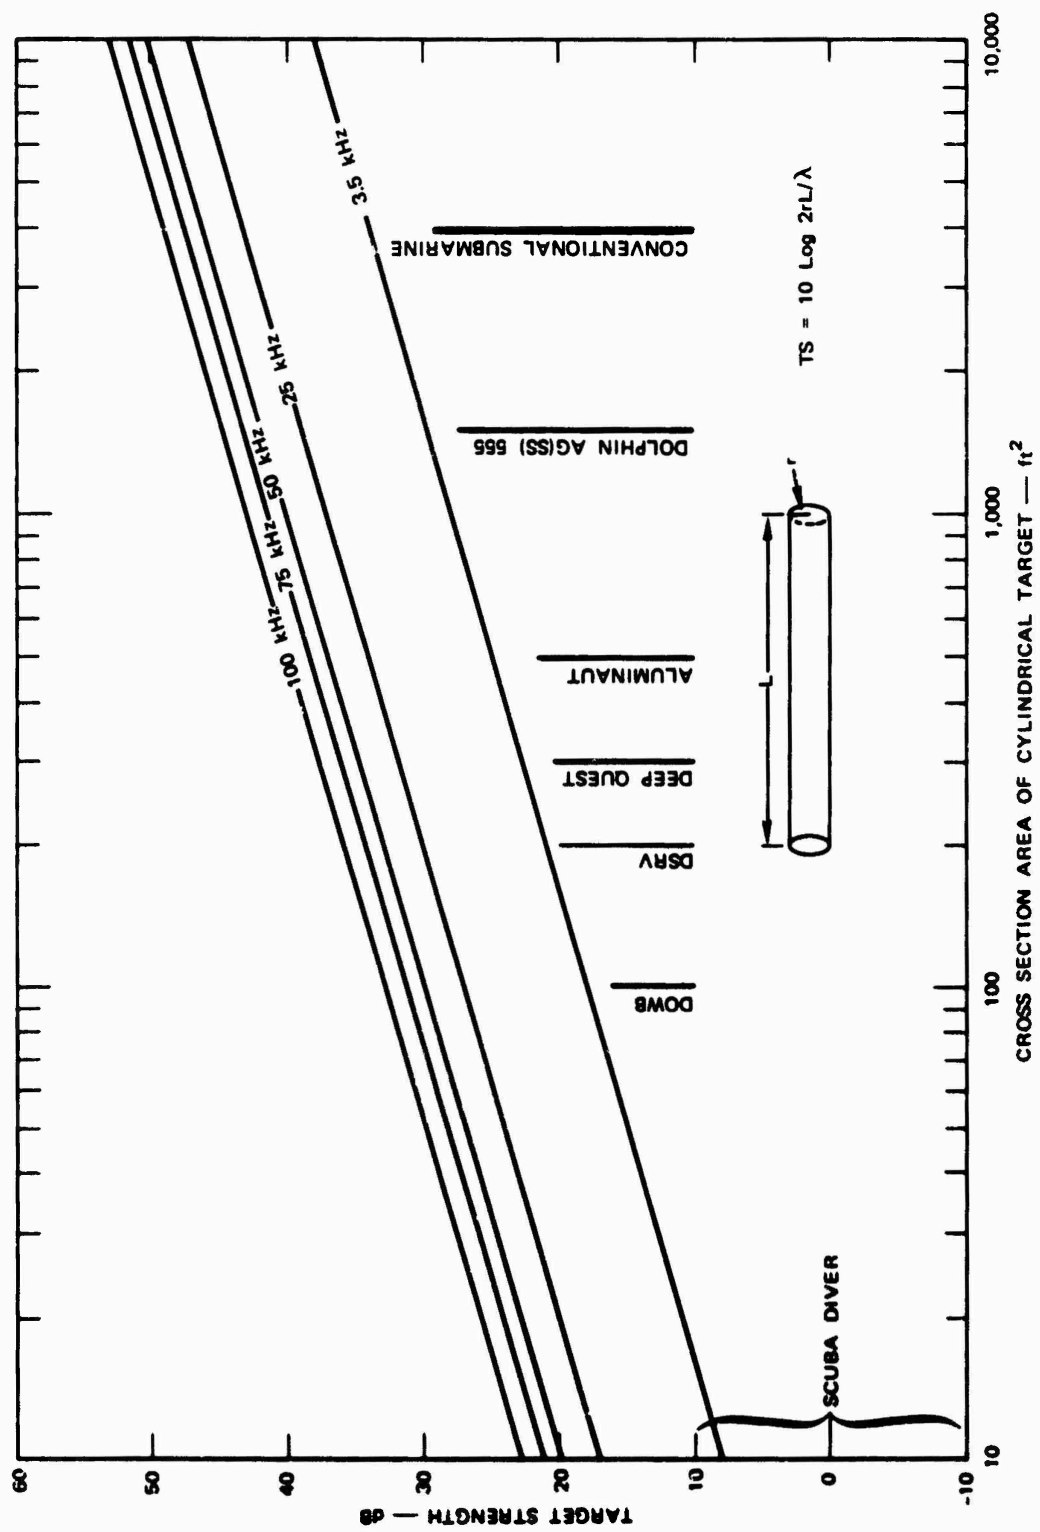 TARGET STRENGTH — dB
60
50
40
30
20
10
0
-10
100 kHz
75 kHz
50 kHz
25 kHz
3.5 kHz
SCUBA DIVER
DOWB
DSRV
DEEP QUEST
ALUMINAUT
DOLPHIN AG(SS) 555
CONVENTIONAL SUBMARINE
L
r
TS = 10 Log 2rL/λ
10
100
1,000
10,000
CROSS SECTION AREA OF CYLINDRICAL TARGET — ft²